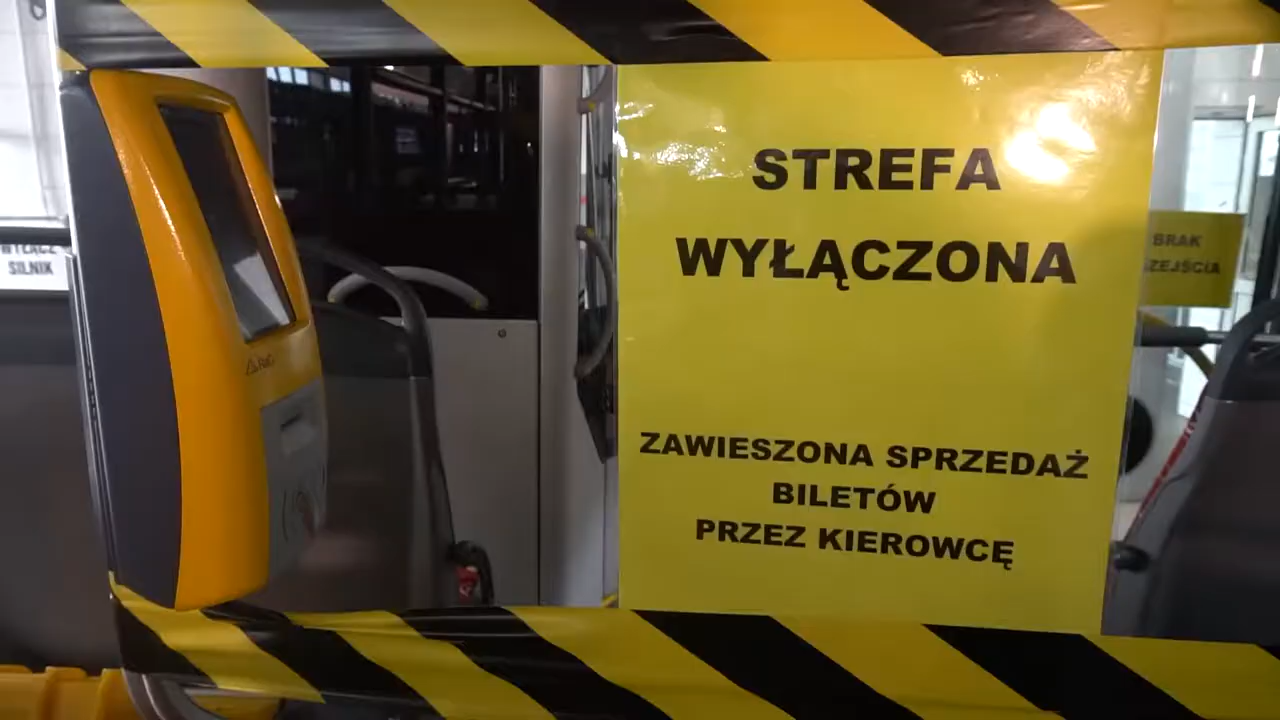 STREFA
WYŁĄCZONA
ZAWIESZONA SPRZEDAŻ
BILETÓW
PRZEZ KIEROWCĘ
BRAK
SILNIK